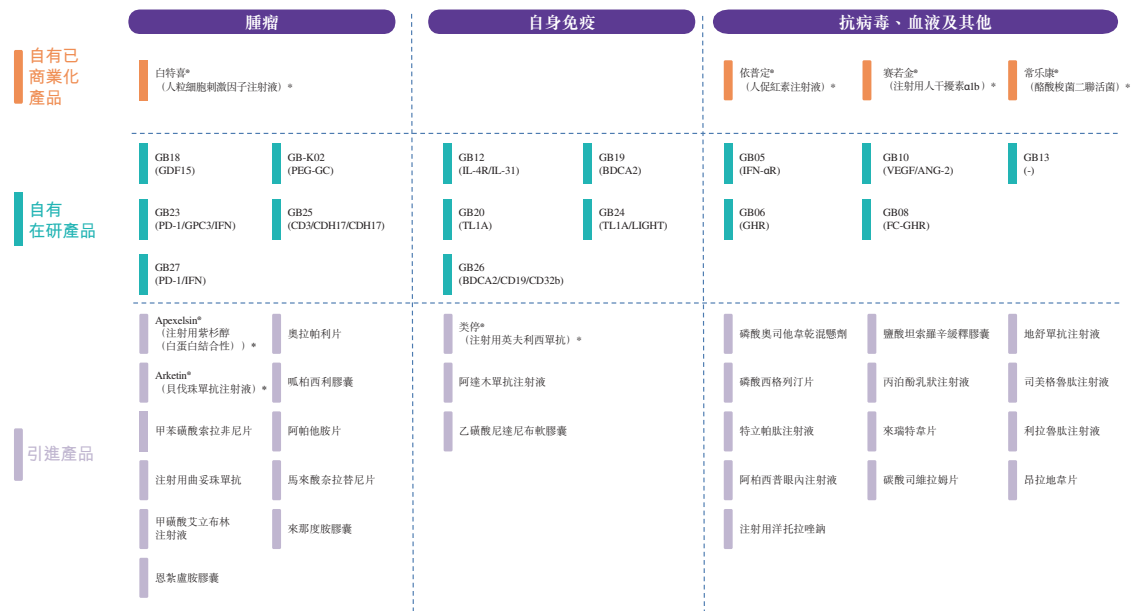 腫瘤
自身免疫
抗病毒、血液及其他
自有已
商業化
產品
白特喜®
（人粒细胞刺激因子注射液）*
依普定®
（人促紅素注射液）*
赛若金®
（注射用人干擾素α1b）*
常乐康®
（酪酸梭菌二聯活菌）*
自有
在研產品
GB18
(GDF15)
GB-K02
(PEG-GC)
GB12
(IL-4R/IL-31)
GB19
(BDCA2)
GB05
(IFN-αR)
GB10
(VEGF/ANG-2)
GB13
(-)
GB23
(PD-1/GPC3/IFN)
GB25
(CD3/CDH17/CDH17)
GB20
(TL1A)
GB24
(TL1A/LIGHT)
GB06
(GHR)
GB08
(FC-GHR)
GB27
(PD-1/IFN)
GB26
(BDCA2/CD19/CD32b)
引進產品
Apexelsin®
（注射用紫杉醇
（白蛋白結合性））*
奧拉帕利片
类停®
（注射用英夫利西單抗）*
磷酸奧司他韋乾混懸劑
鹽酸坦索羅辛緩釋膠囊
地舒單抗注射液
Arketin®
（貝伐珠單抗注射液）*
呱柏西利膠囊
阿達木單抗注射液
磷酸西格列汀片
丙泊酚乳狀注射液
司美格魯肽注射液
甲苯磺酸索拉非尼片
阿帕他胺片
乙磺酸尼達尼布軟膠囊
特立帕肽注射液
來瑞特韋片
利拉魯肽注射液
注射用曲妥珠單抗
馬來酸奈拉替尼片
阿柏西普眼內注射液
碳酸司維拉姆片
昂拉地韋片
甲磺酸艾立布林
注射液
來那度胺膠囊
注射用泮托拉唑鈉
恩紮盧胺膠囊